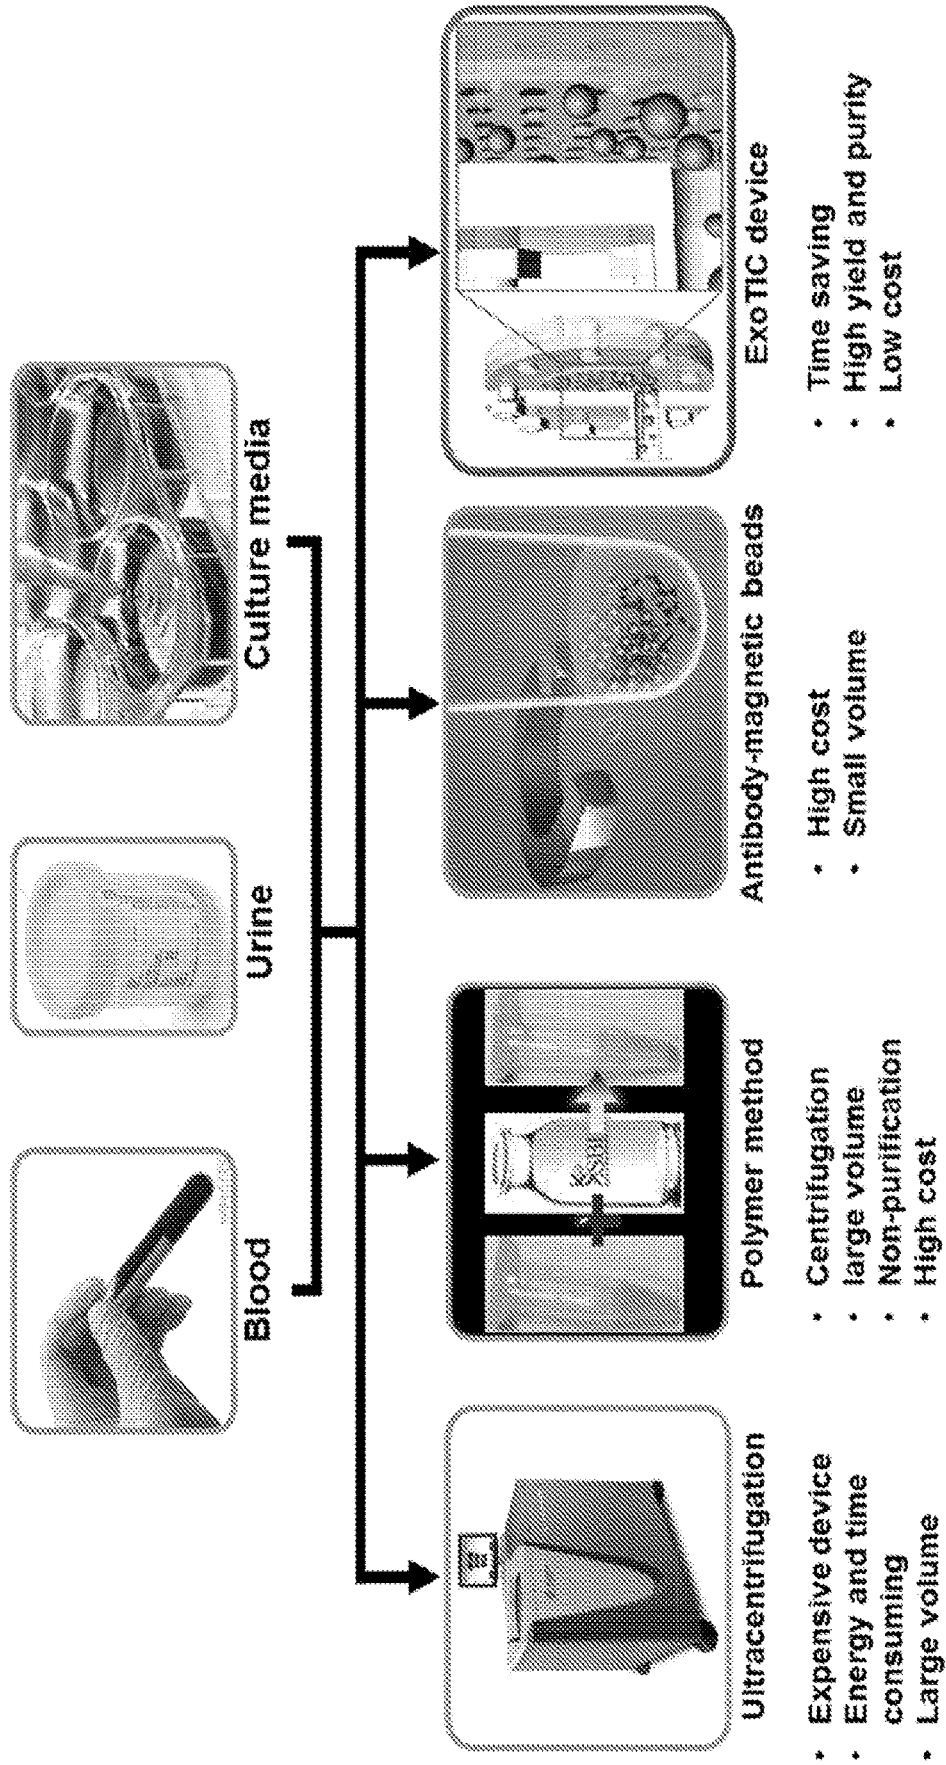 Blood
Urine
Culture media
Ultracentrifugation
• Expensive device
• Energy and time
consuming
• Large volume
Polymer method
• Centrifugation
• large volume
• Non-purification
• High cost
Antibody-magnetic beads
• High cost
• Small volume
ExoTIC device
• Time saving
• High yield and purity
• Low cost